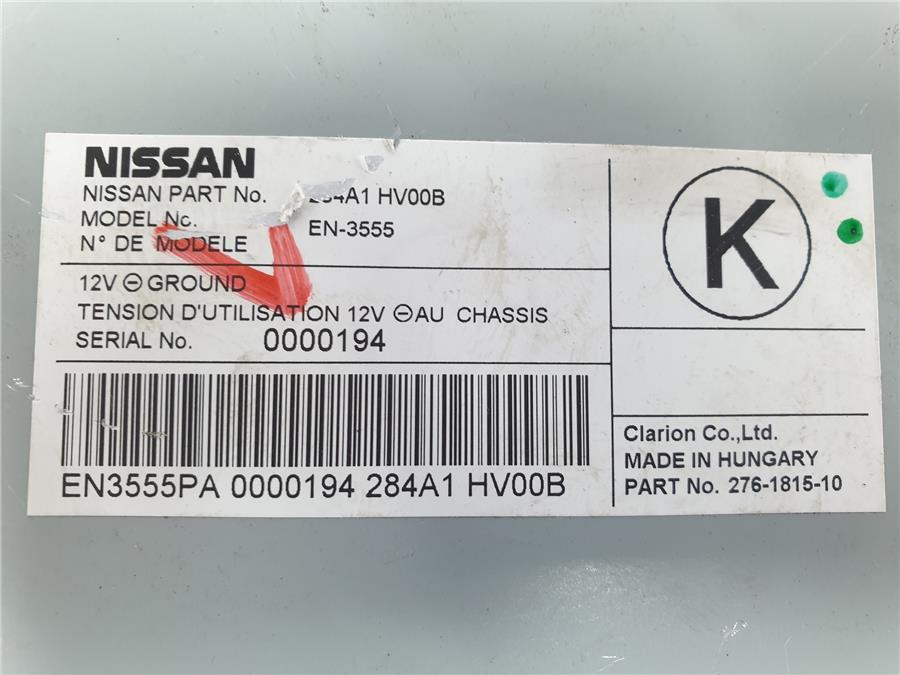 NISSAN
NISSAN PART No. 284A1 HV00B
MODEL No. EN-3555
N° DE MODELE
12V ⊖ GROUND
TENSION D'UTILISATION 12V ⊖ AU CHASSIS
SERIAL No. 0000194
EN3555PA 0000194 284A1 HV00B
K
Clarion Co.,Ltd.
MADE IN HUNGARY
PART No. 276-1815-10